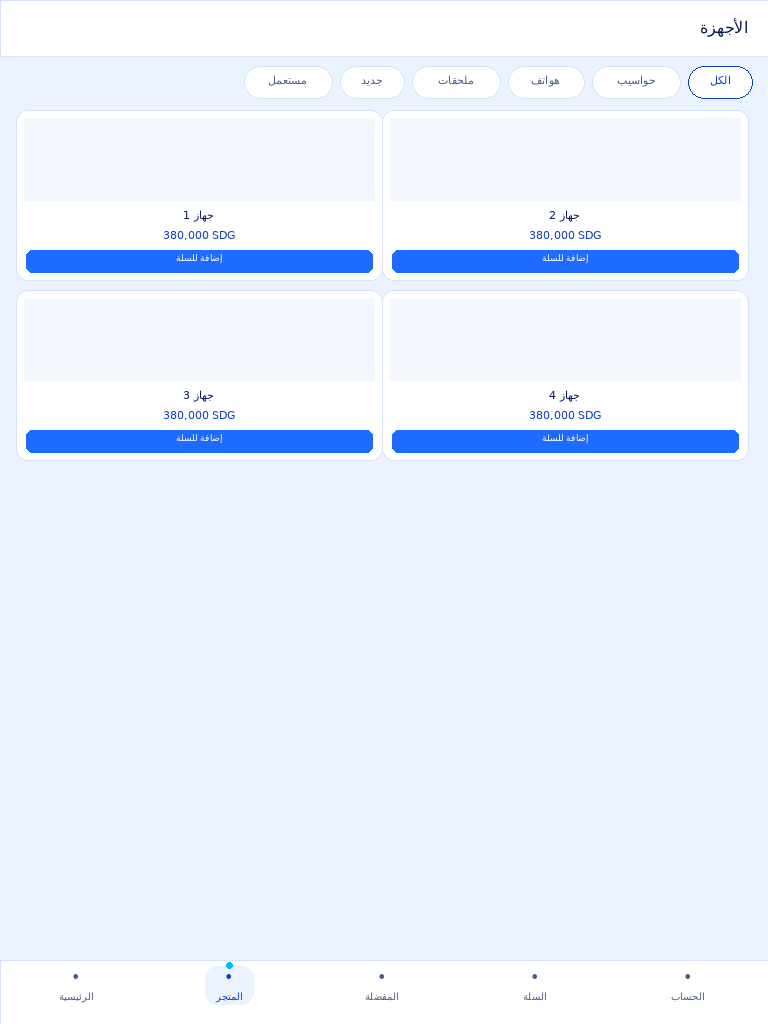 الأجهزة
الكل
حواسيب
هواتف
ملحقات
جديد
مستعمل
جهاز 2
380,000 SDG
إضافة للسلة
جهاز 1
380,000 SDG
إضافة للسلة
جهاز 4
380,000 SDG
إضافة للسلة
جهاز 3
380,000 SDG
إضافة للسلة
الحساب
السلة
المفضلة
المتجر
الرئيسية